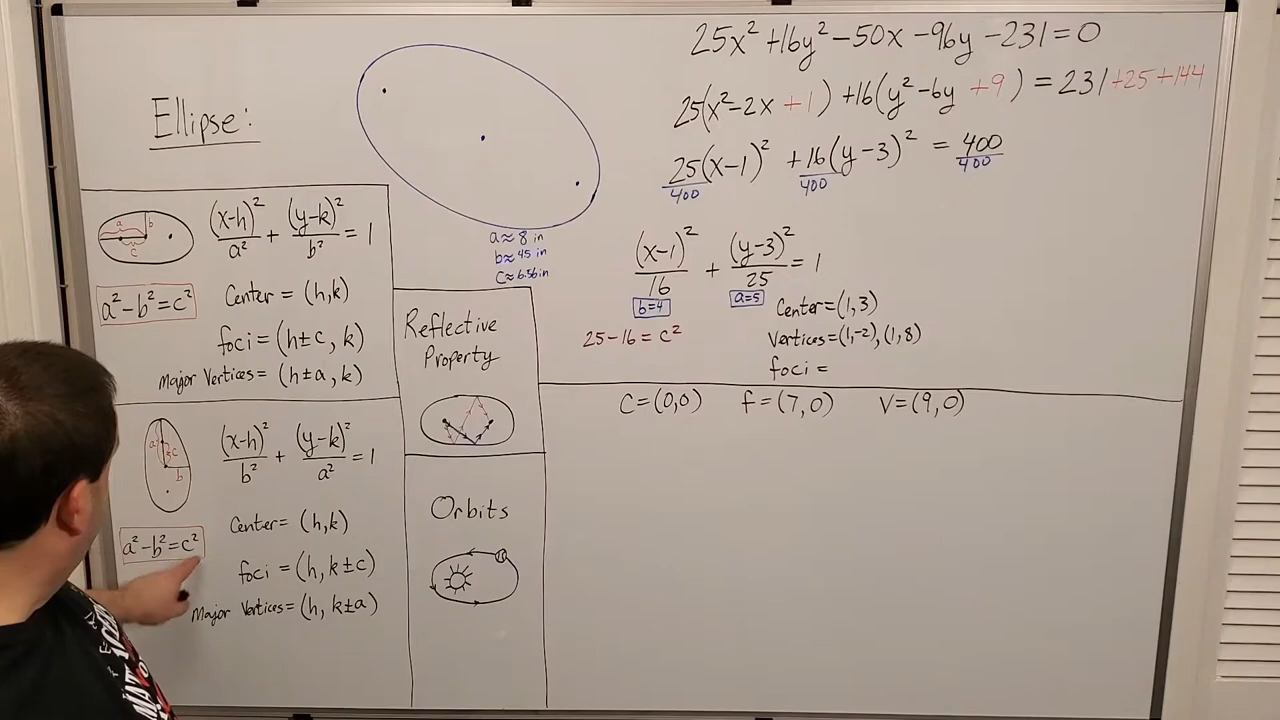 Ellipse:
a
b
c
(x-h)²/a² + (y-k)²/b² = 1
a²-b²=c²
Center = (h,k)
foci = (h±c, k)
Major Vertices = (h±a, k)
a
c
b
(x-h)²/b² + (y-k)²/a² = 1
a²-b²=c²
Center = (h,k)
foci = (h, k±c)
Major Vertices = (h, k±a)
a≈8 in
b≈45 in
c≈6.56in
Reflective
Property
Orbits
25x²+16y²-50x-96y-231=0
25(x²-2x+1)+16(y²-6y+9)=231+25+144
25(x-1)²/400 +16(y-3)²/400 = 400/400
(x-1)²/16 + (y-3)²/25 = 1
b=4
a=5
25-16=c²
Center=(1,3)
Vertices=(1,-2),(1,8)
foci =
C=(0,0) f=(7,0) V=(9,0)